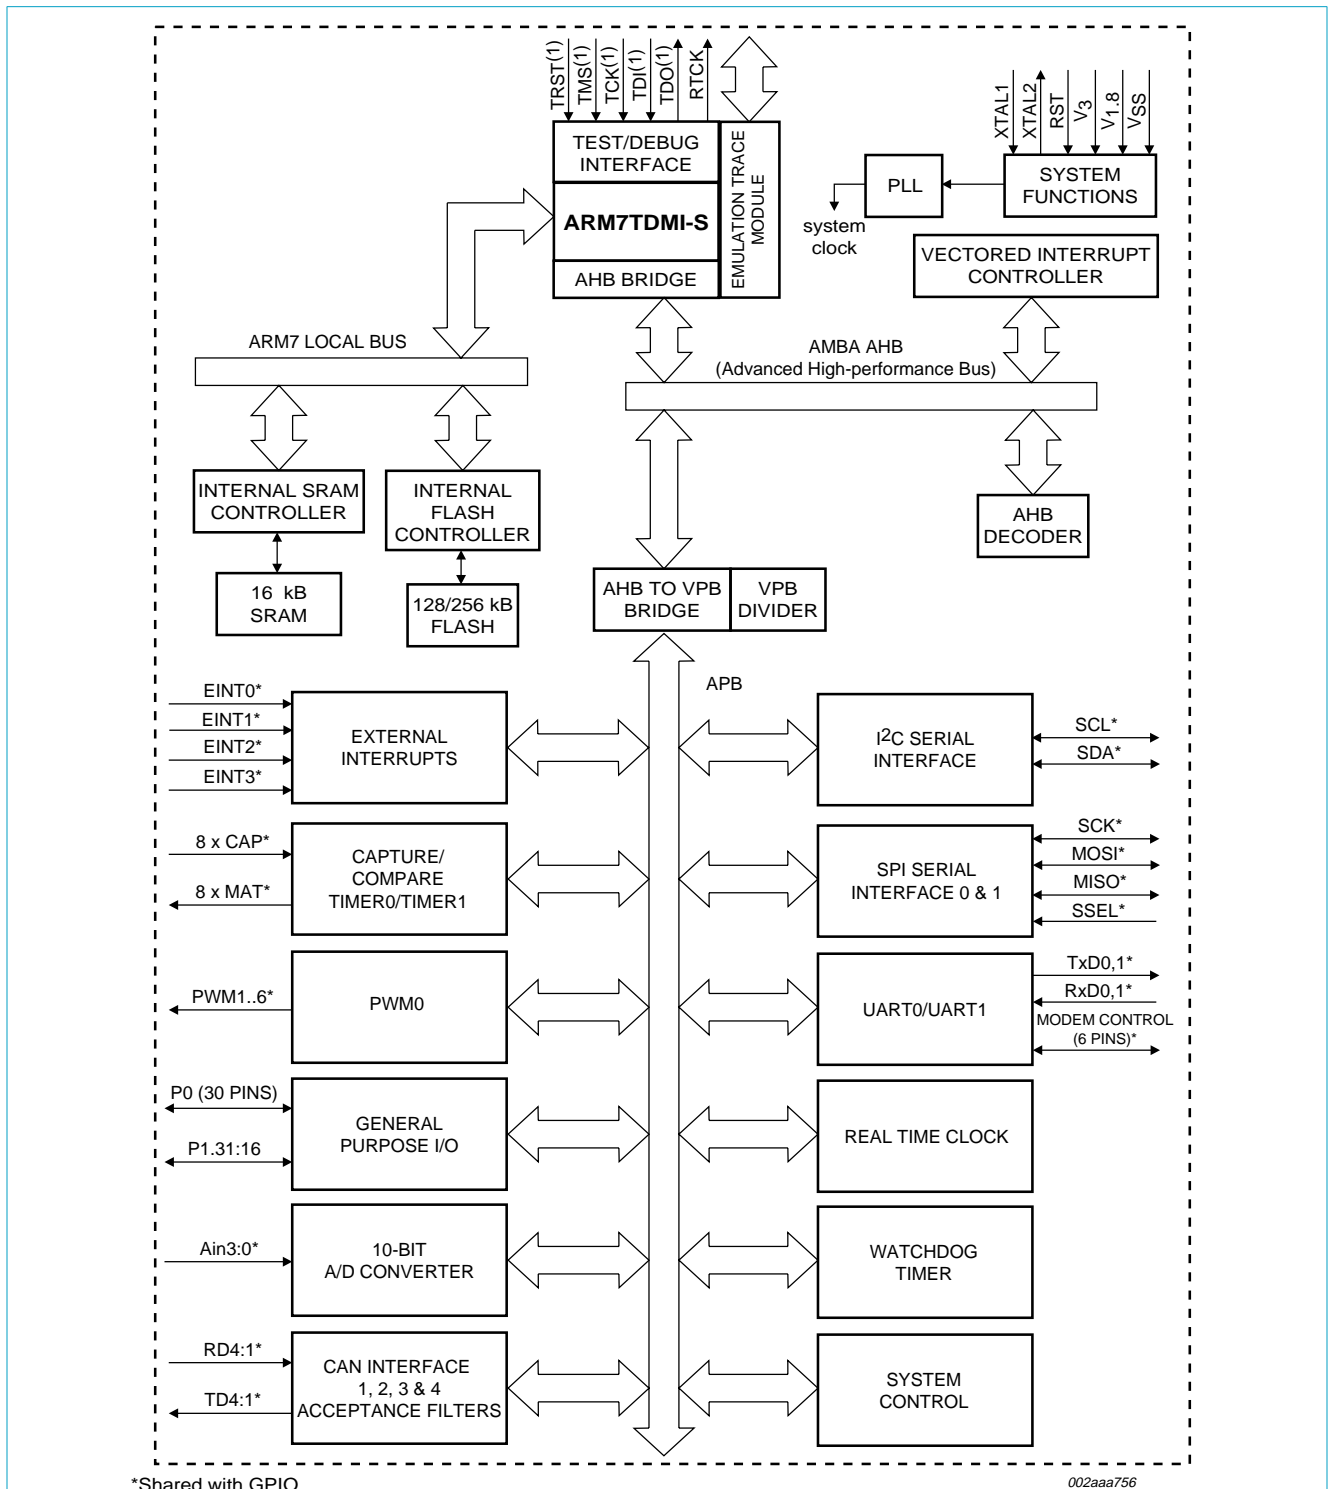 TRST(1)
TMS(1)
TCK(1)
TDI(1)
TDO(1)
RTCK
XTAL1
XTAL2
RST
V3
V1.8
VSS
TEST/DEBUG
INTERFACE
EMULATION TRACE
MODULE
PLL
SYSTEM
FUNCTIONS
ARM7TDMI-S
system
clock
AHB BRIDGE
VECTORED INTERRUPT
CONTROLLER
ARM7 LOCAL BUS
AMBA AHB
(Advanced High-performance Bus)
INTERNAL SRAM
CONTROLLER
INTERNAL
FLASH
CONTROLLER
AHB
DECODER
16 kB
SRAM
128/256 kB
FLASH
AHB TO VPB
BRIDGE
VPB
DIVIDER
APB
EINT0*
EINT1*
EINT2*
EINT3*
EXTERNAL
INTERRUPTS
I2C SERIAL
INTERFACE
SCL*
SDA*
8 x CAP*
8 x MAT*
CAPTURE/
COMPARE
TIMER0/TIMER1
SPI SERIAL
INTERFACE 0 & 1
SCK*
MOSI*
MISO*
SSEL*
PWM1..6*
PWM0
UART0/UART1
TxD0,1*
RxD0,1*
MODEM CONTROL
(6 PINS)*
P0 (30 PINS)
P1.31:16
GENERAL
PURPOSE I/O
REAL TIME CLOCK
Ain3:0*
10-BIT
A/D CONVERTER
WATCHDOG
TIMER
RD4:1*
TD4:1*
CAN INTERFACE
1, 2, 3 & 4
ACCEPTANCE FILTERS
SYSTEM
CONTROL
*Shared with GPIO
002aaa756